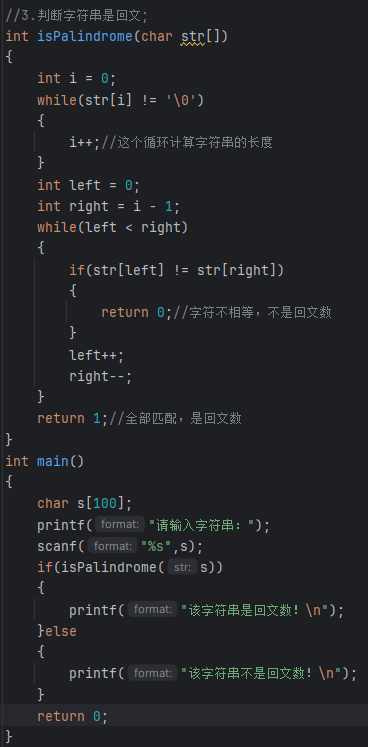 //3.判断字符串是回文;
int isPalindrome(char str[])
{
    int i = 0;
    while(str[i] != '\0')
    {
        i++;//这个循环计算字符串的长度
    }
    int left = 0;
    int right = i - 1;
    while(left < right)
    {
        if(str[left] != str[right])
        {
            return 0;//字符不相等，不是回文数
        }
        left++;
        right--;
    }
    return 1;//全部匹配，是回文数
}
int main()
{
    char s[100];
    printf( format: "请输入字符串：");
    scanf( format: "%s",s);
    if(isPalindrome( str: s))
    {
        printf( format: "该字符串是回文数！\n");
    }else
    {
        printf( format: "该字符串不是回文数！\n");
    }
    return 0;
}